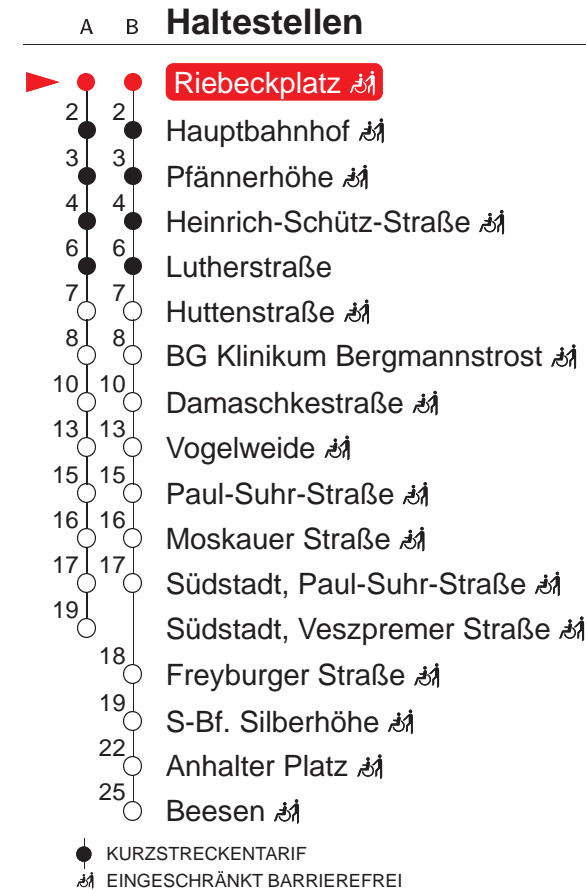 A B Haltestellen
Riebeckplatz
2 2 Hauptbahnhof
3 3 Pfännerhöhe
4 4 Heinrich-Schütz-Straße
6 6 Lutherstraße
7 7 Huttenstraße
8 8 BG Klinikum Bergmannstrost
10 10 Damaschkestraße
13 13 Vogelweide
15 15 Paul-Suhr-Straße
16 16 Moskauer Straße
17 17 Südstadt, Paul-Suhr-Straße
19 Südstadt, Veszpremer Straße
18 Freyburger Straße
19 S-Bf. Silberhöhe
22 Anhalter Platz
25 Beesen
KURZSTRECKENTARIF
EINGESCHRÄNKT BARRIEREFREI